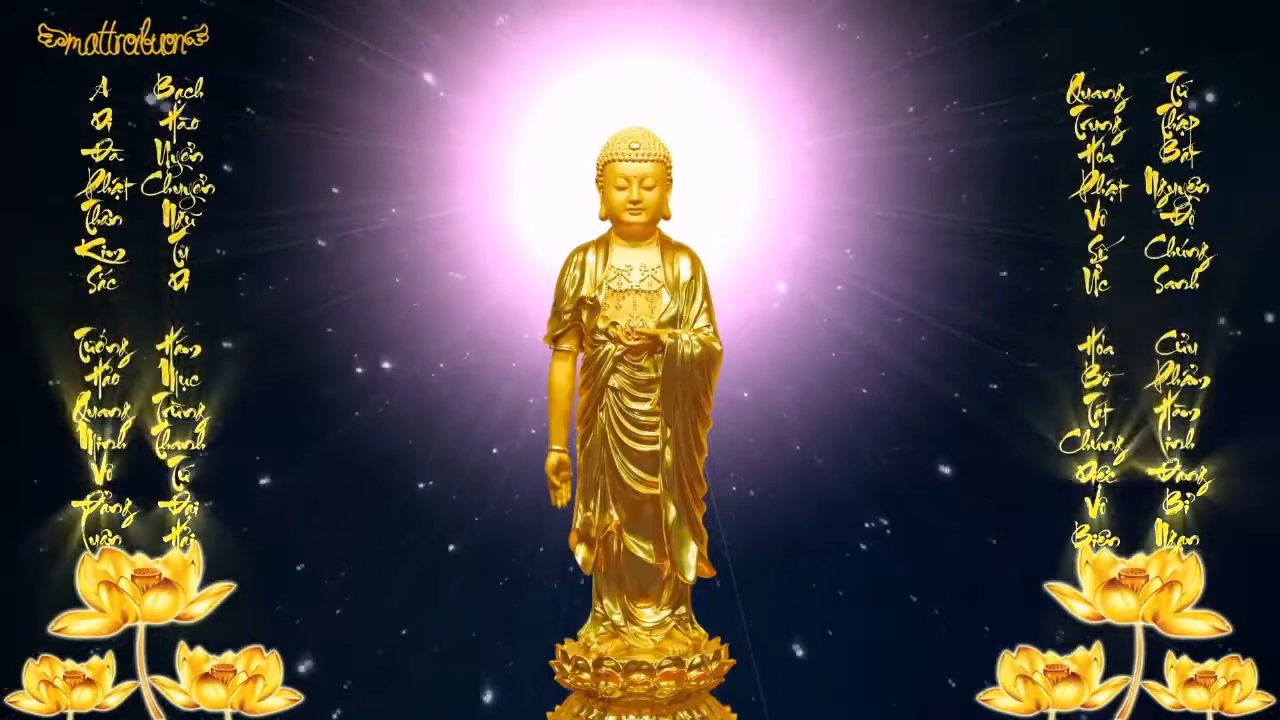 mattrabuon
A Di Đà Phật Thân Kim Sắc
Tướng Hảo Quang Minh Vô Đẳng Luân
Bạch Hào Uyển Chuyển Ngũ Tu Di
Hám Mục Trừng Thanh Tứ Đại Hải
Quang Trung Hóa Phật Vô Số Ức
Hóa Bồ Tát Chúng Diệc Vô Biên
Tứ Thập Bát Nguyện Độ Chúng Sanh
Cửu Phẩm Hàm Linh Đăng Bỉ Ngạn